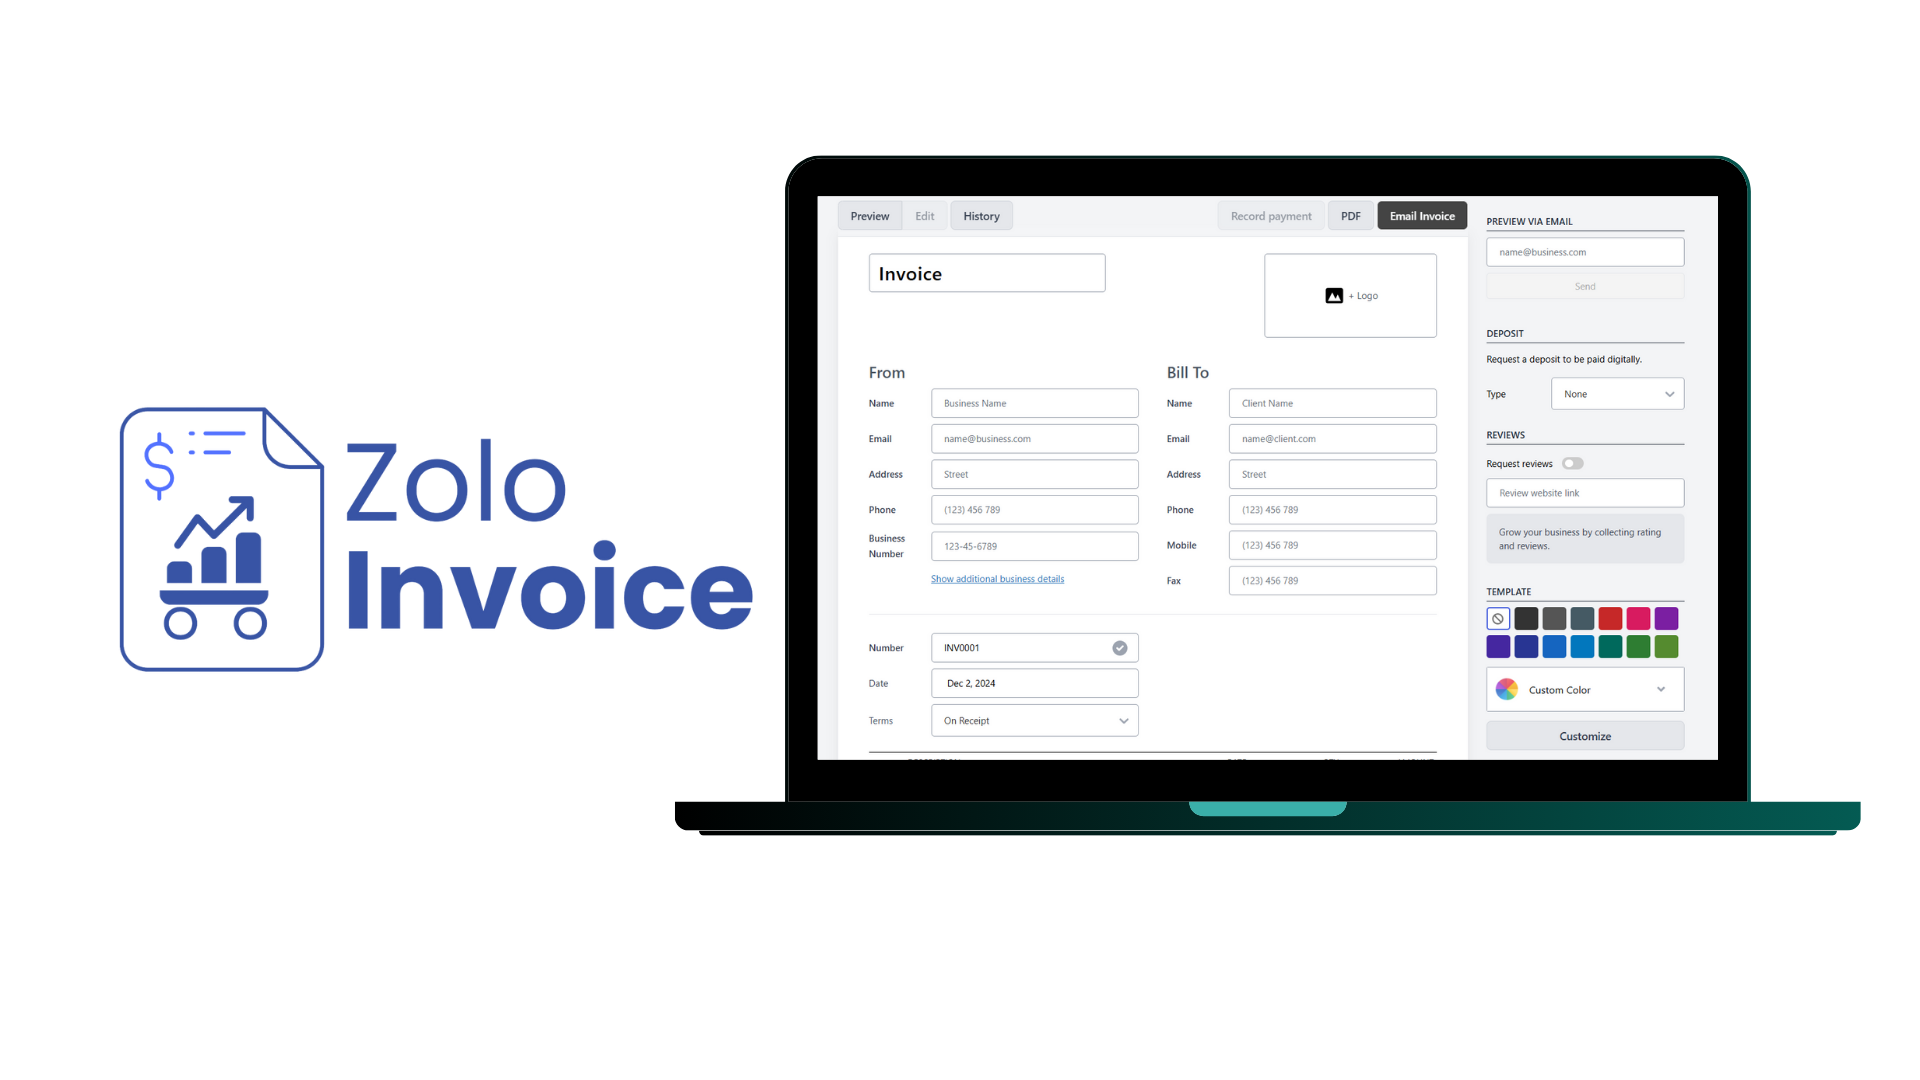 Zolo
Invoice
$
Preview Edit History Record payment PDF Email Invoice
Invoice
+ Logo
From
Name Business Name
Email name@business.com
Address Street
Phone (123) 456 789
Business
Number 123-45-6789
Show additional business details
Bill To
Name Client Name
Email name@client.com
Address Street
Phone (123) 456 789
Mobile (123) 456 789
Fax (123) 456 789
Number INV0001
Date Dec 2, 2024
Terms On Receipt
PREVIEW VIA EMAIL
name@business.com
Send
DEPOSIT
Request a deposit to be paid digitally.
Type None
REVIEWS
Request reviews
Review website link
Grow your business by collecting rating
and reviews.
TEMPLATE
Custom Color
Customize